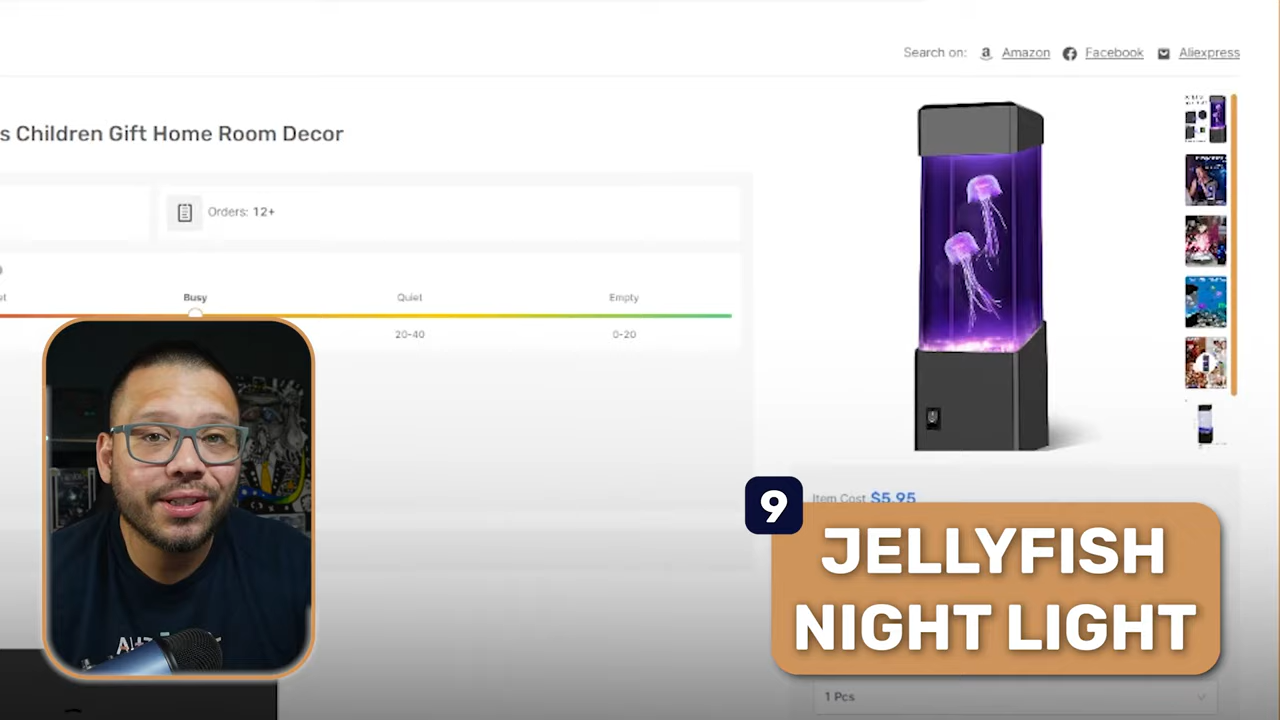 Search on: Amazon Facebook Aliexpress
s Children Gift Home Room Decor
Orders: 12+
Busy Quiet Empty
20-40 0-20
Item Cost $5.95
9
JELLYFISH
NIGHT LIGHT
1 Pcs